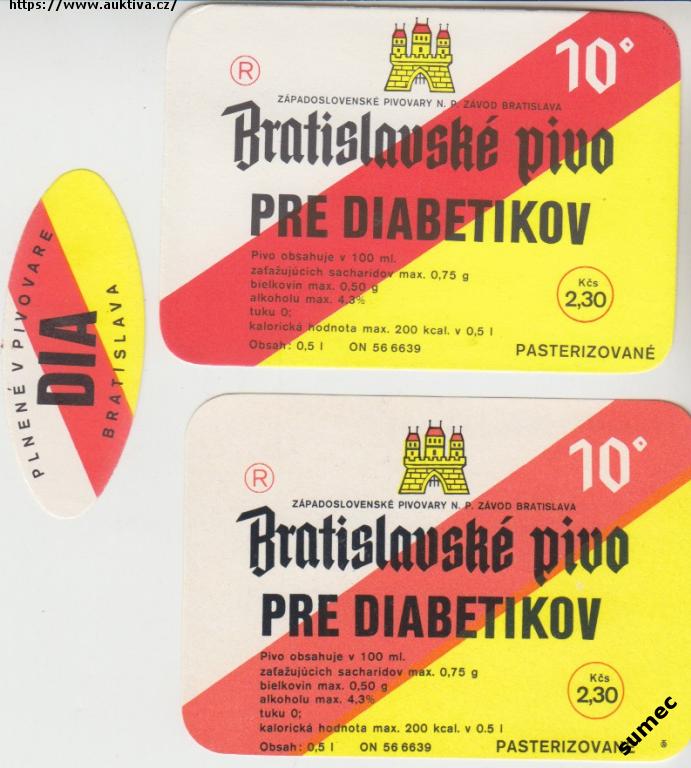 https://www.auktiva.cz/
R
10°
ZÁPADOSLOVENSKÉ PIVOVARY N. P. ZÁVOD BRATISLAVA
Bratislavské pivo
PRE DIABETIKOV
Pivo obsahuje v 100 ml.
zaťažujúcich sacharidov max. 0,75 g
bielkovin max. 0,50 g
alkoholu max. 4,3%
tuku 0;
kalorická hodnota max. 200 kcal. v 0,5 l
Obsah: 0,5 l ON 56 6639
Kčs
2,30
PASTERIZOVANÉ
PLNENÉ V PIVOVARE
DIA
BRATISLAVA
R
10°
ZÁPADOSLOVENSKÉ PIVOVARY N. P. ZÁVOD BRATISLAVA
Bratislavské pivo
PRE DIABETIKOV
Pivo obsahuje v 100 ml.
zaťažujúcich sacharidov max. 0,75 g
bielkovin max. 0,50 g
alkoholu max. 4,3%
tuku 0;
kalorická hodnota max. 200 kcal. v 0.5 l
Obsah: 0,5 l ON 56 6639
Kčs
2,30
PASTERIZOVANÉ
sumec